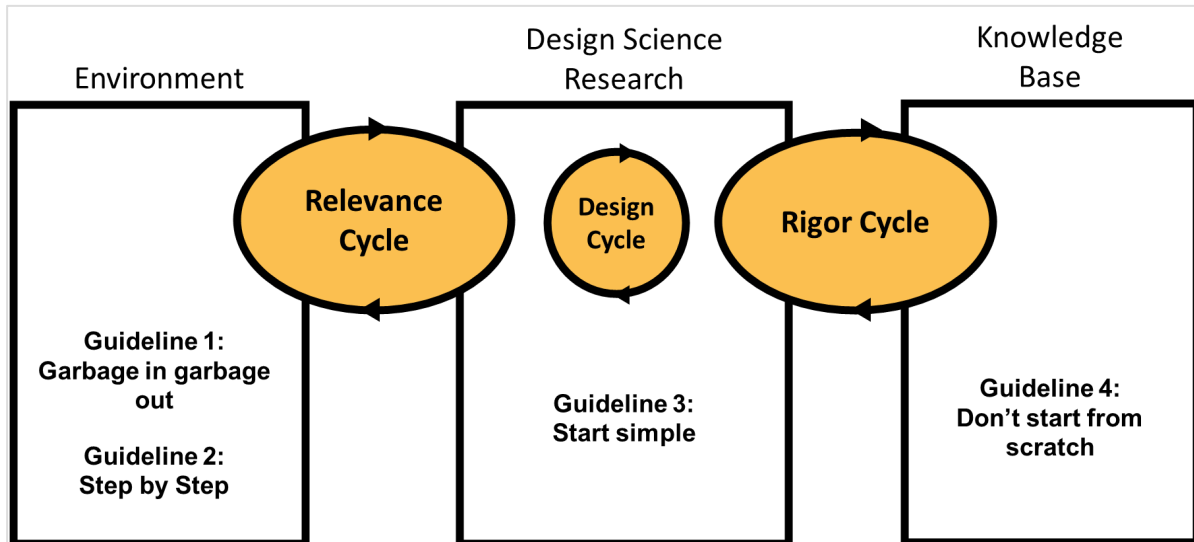 Environment
Design Science
Research
Knowledge
Base
Relevance
Cycle
Design
Cycle
Rigor Cycle
Guideline 1:
Garbage in garbage
out
Guideline 2:
Step by Step
Guideline 3:
Start simple
Guideline 4:
Don’t start from
scratch